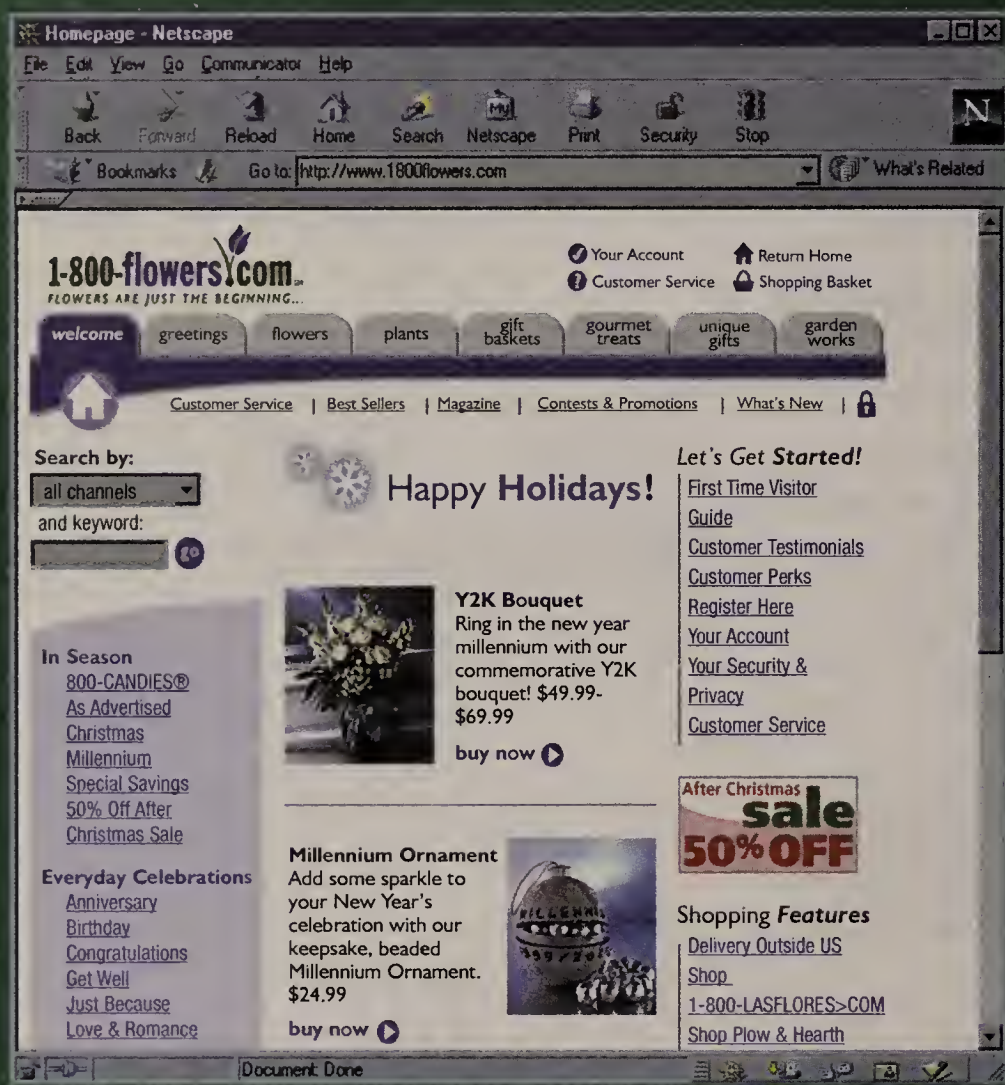 Homepage - Netscape
File Edit View Go Communicator Help
Back Forward Reload Home Search Netscape Print Security Stop
My
N
Bookmarks Go to: http://www.1800flowers.com What's Related
1-800-flowers.com
FLOWERS ARE JUST THE BEGINNING...
Your Account Return Home
Customer Service Shopping Basket
welcome greetings flowers plants gift baskets gourmet treats unique gifts garden works
Customer Service | Best Sellers | Magazine | Contests & Promotions | What's New |
Search by:
all channels
and keyword:
go
In Season
800-CANDIES®
As Advertised
Christmas
Millennium
Special Savings
50% Off After
Christmas Sale
Everyday Celebrations
Anniversary
Birthday
Congratulations
Get Well
Just Because
Love & Romance
Happy Holidays!
Y2K Bouquet
Ring in the new year
millennium with our
commemorative Y2K
bouquet! $49.99-
$69.99
buy now
Millennium Ornament
Add some sparkle to
your New Year's
celebration with our
keepsake, beaded
Millennium Ornament.
$24.99
buy now
Let's Get Started!
First Time Visitor
Guide
Customer Testimonials
Customer Perks
Register Here
Your Account
Your Security &
Privacy
Customer Service
After Christmas
sale
50% OFF
Shopping Features
Delivery Outside US
Shop
1-800-LASFLORES>COM
Shop Plow & Hearth
Document: Done